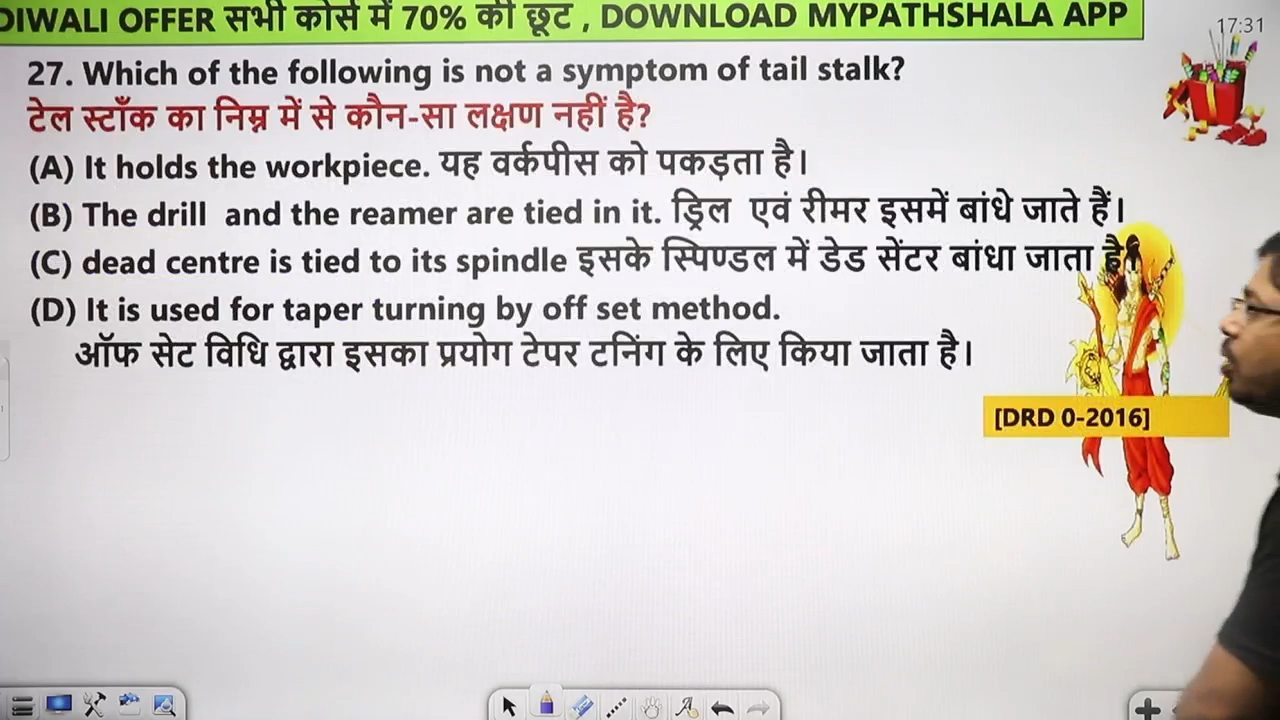 DIWALI OFFER सभी कोर्स में 70% की छूट , DOWNLOAD MYPATHSHALA APP
17:31
27. Which of the following is not a symptom of tail stalk?
टेल स्टाँक का निम्न में से कौन-सा लक्षण नहीं है?
(A) It holds the workpiece. यह वर्कपीस को पकड़ता है।
(B) The drill and the reamer are tied in it. ड्रिल एवं रीमर इसमें बांधे जाते हैं।
(C) dead centre is tied to its spindle इसके स्पिण्डल में डेड सेंटर बांधा जाता है।
(D) It is used for taper turning by off set method.
ऑफ सेट विधि द्वारा इसका प्रयोग टेपर टर्निंग के लिए किया जाता है।
[DRD 0-2016]